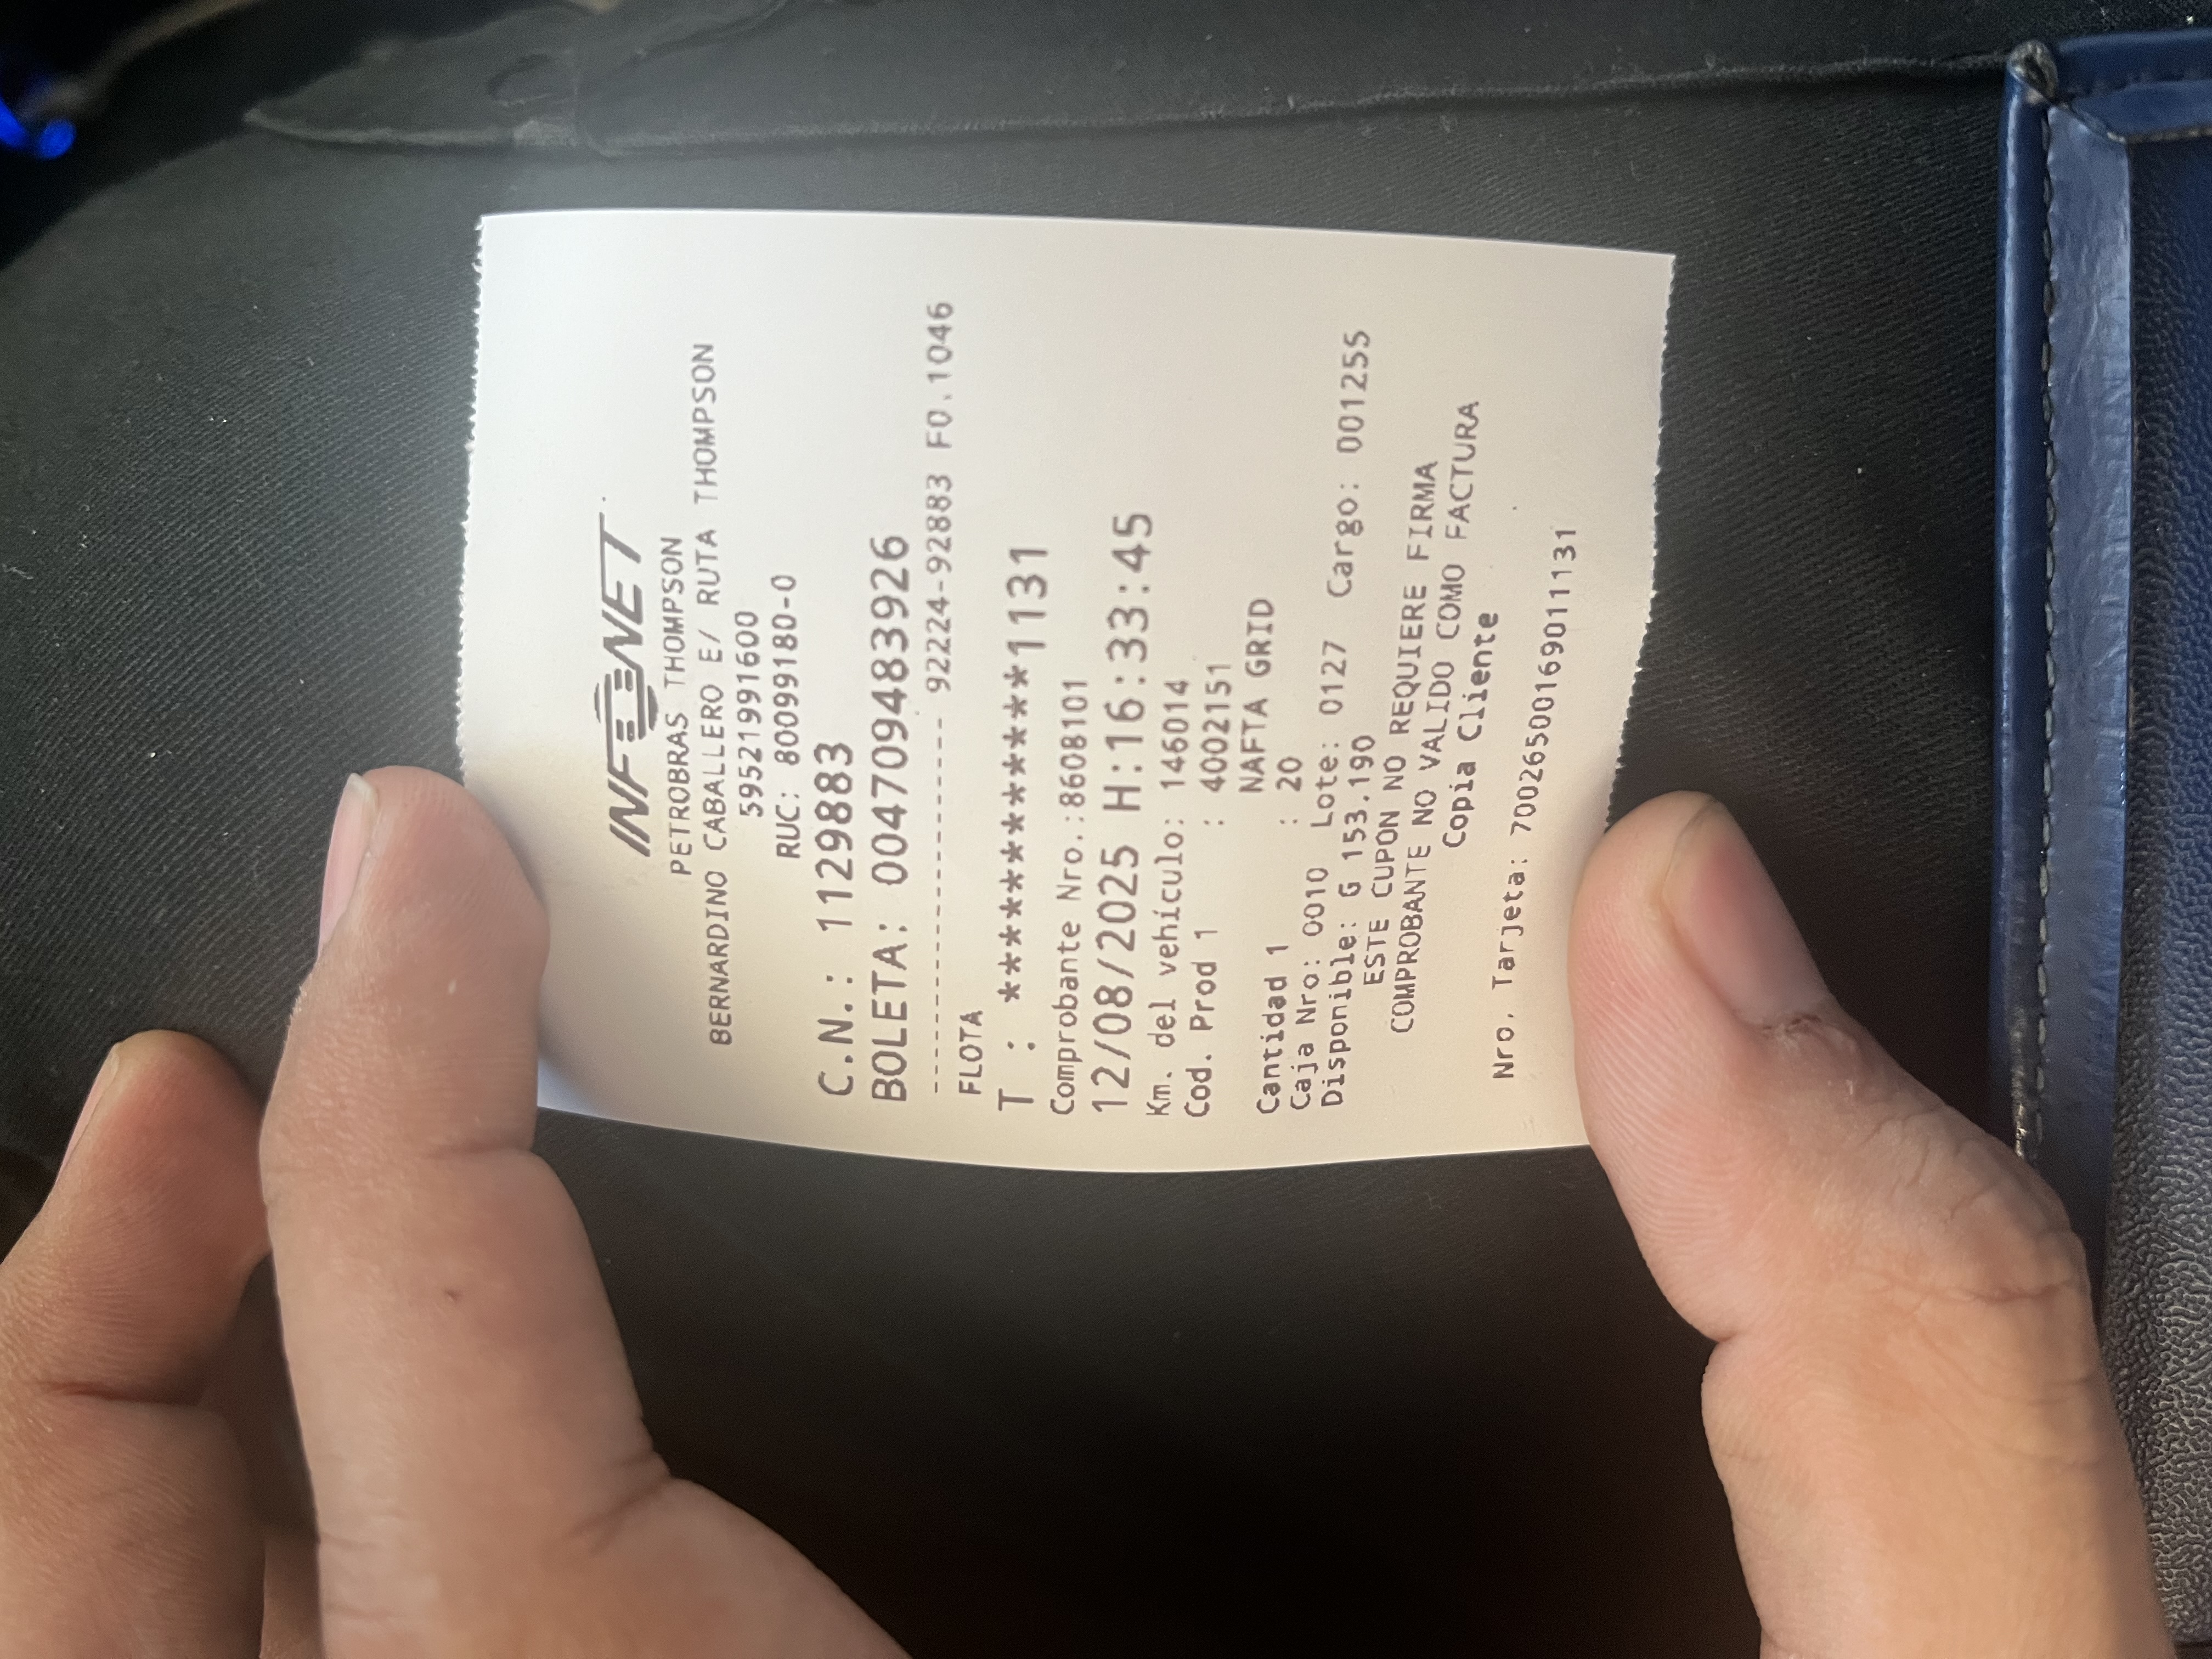 INFONET
PETROBRAS THOMPSON
BERNARDINO CABALLERO E/ RUTA THOMPSON
59521991600
RUC: 80099180-0
C.N.: 1129883
BOLETA: 004709483926
---------------------- 92224-92883 F0.1046
FLOTA
T : ************1131
Comprobante Nro.:8608101
12/08/2025 H:16:33:45
Km. del vehículo: 146014
Cod. Prod 1 : 4002151
NAFTA GRID
Cantidad 1 : 20
Caja Nro: 0010 Lote: 0127 Cargo: 001255
Disponible: G 153.190
ESTE CUPON NO REQUIERE FIRMA
COMPROBANTE NO VALIDO COMO FACTURA
Copia Cliente
Nro. Tarjeta: 7002650016901​1131